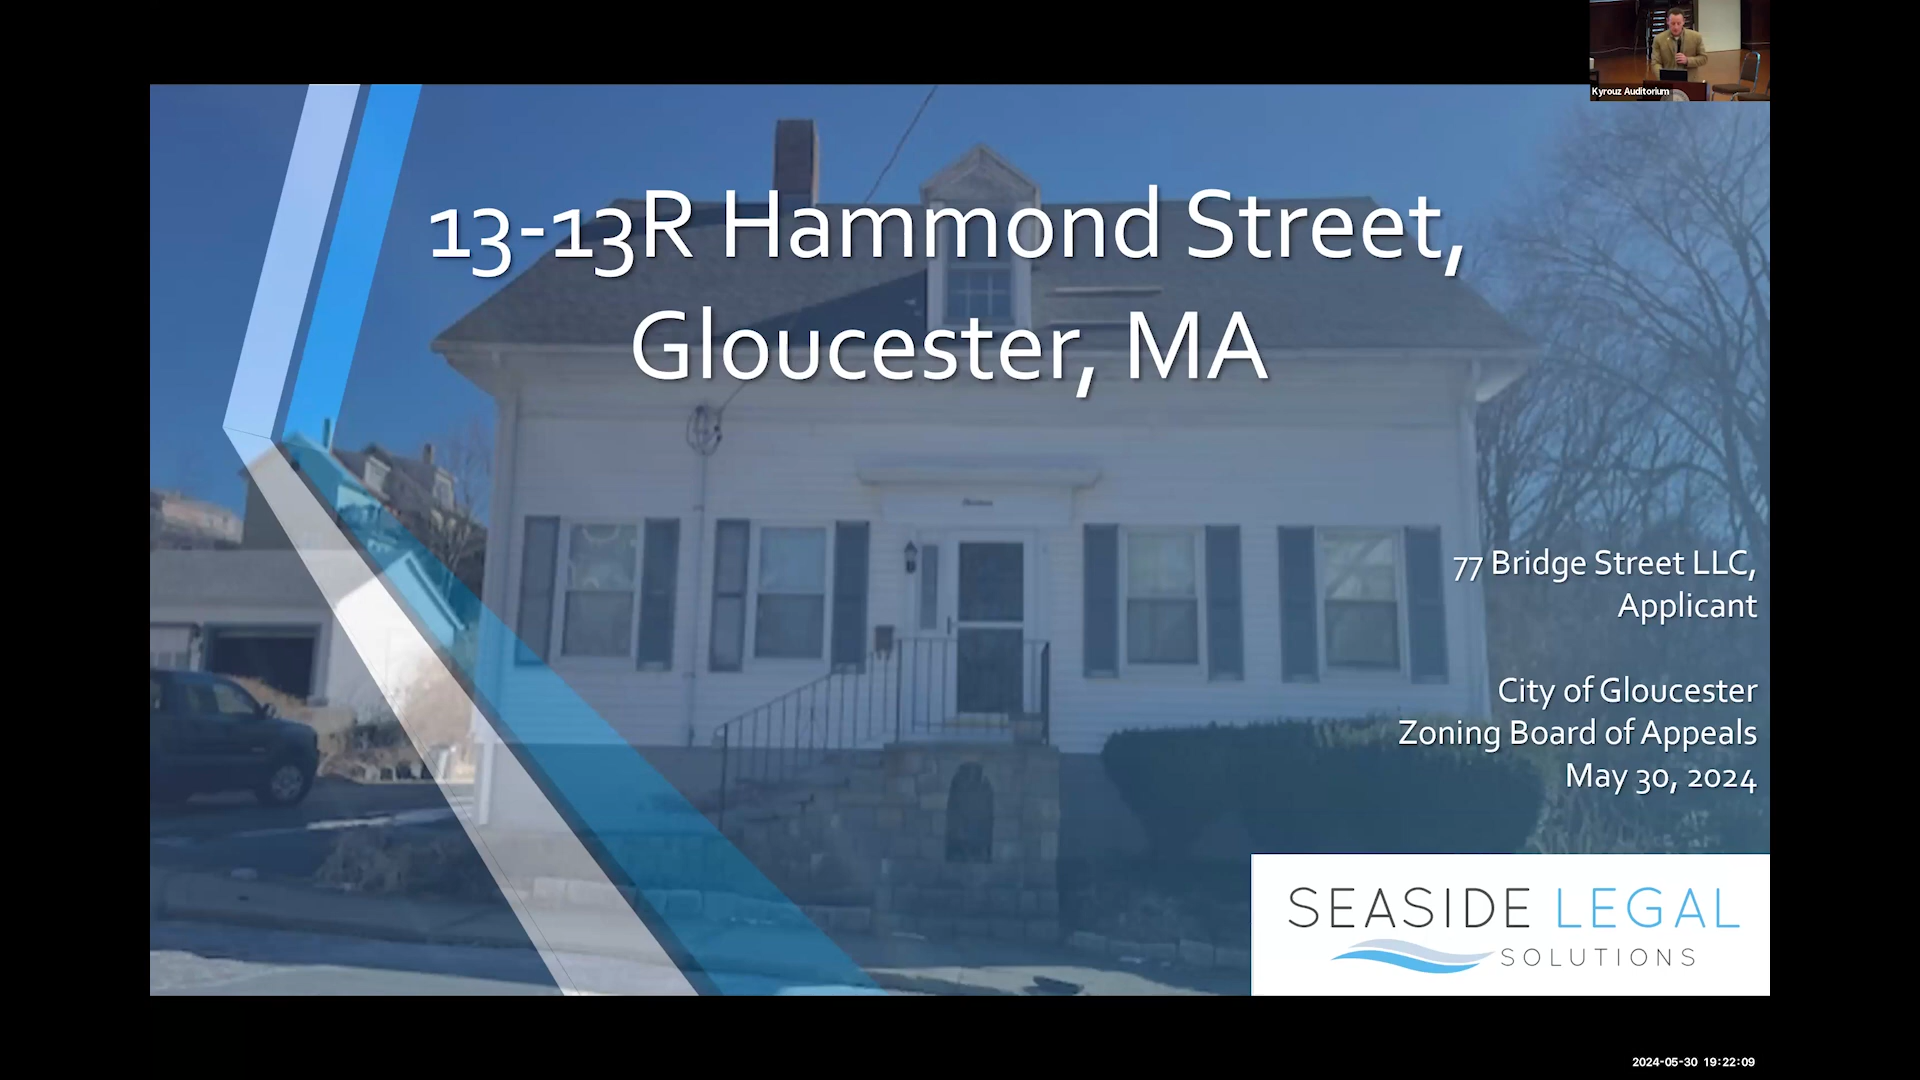 Kyrouz Auditorium
13-13R Hammond Street,
Gloucester, MA
77 Bridge Street LLC,
Applicant
City of Gloucester
Zoning Board of Appeals
May 30, 2024
SEASIDE LEGAL
SOLUTIONS
2024-05-30 19:22:09